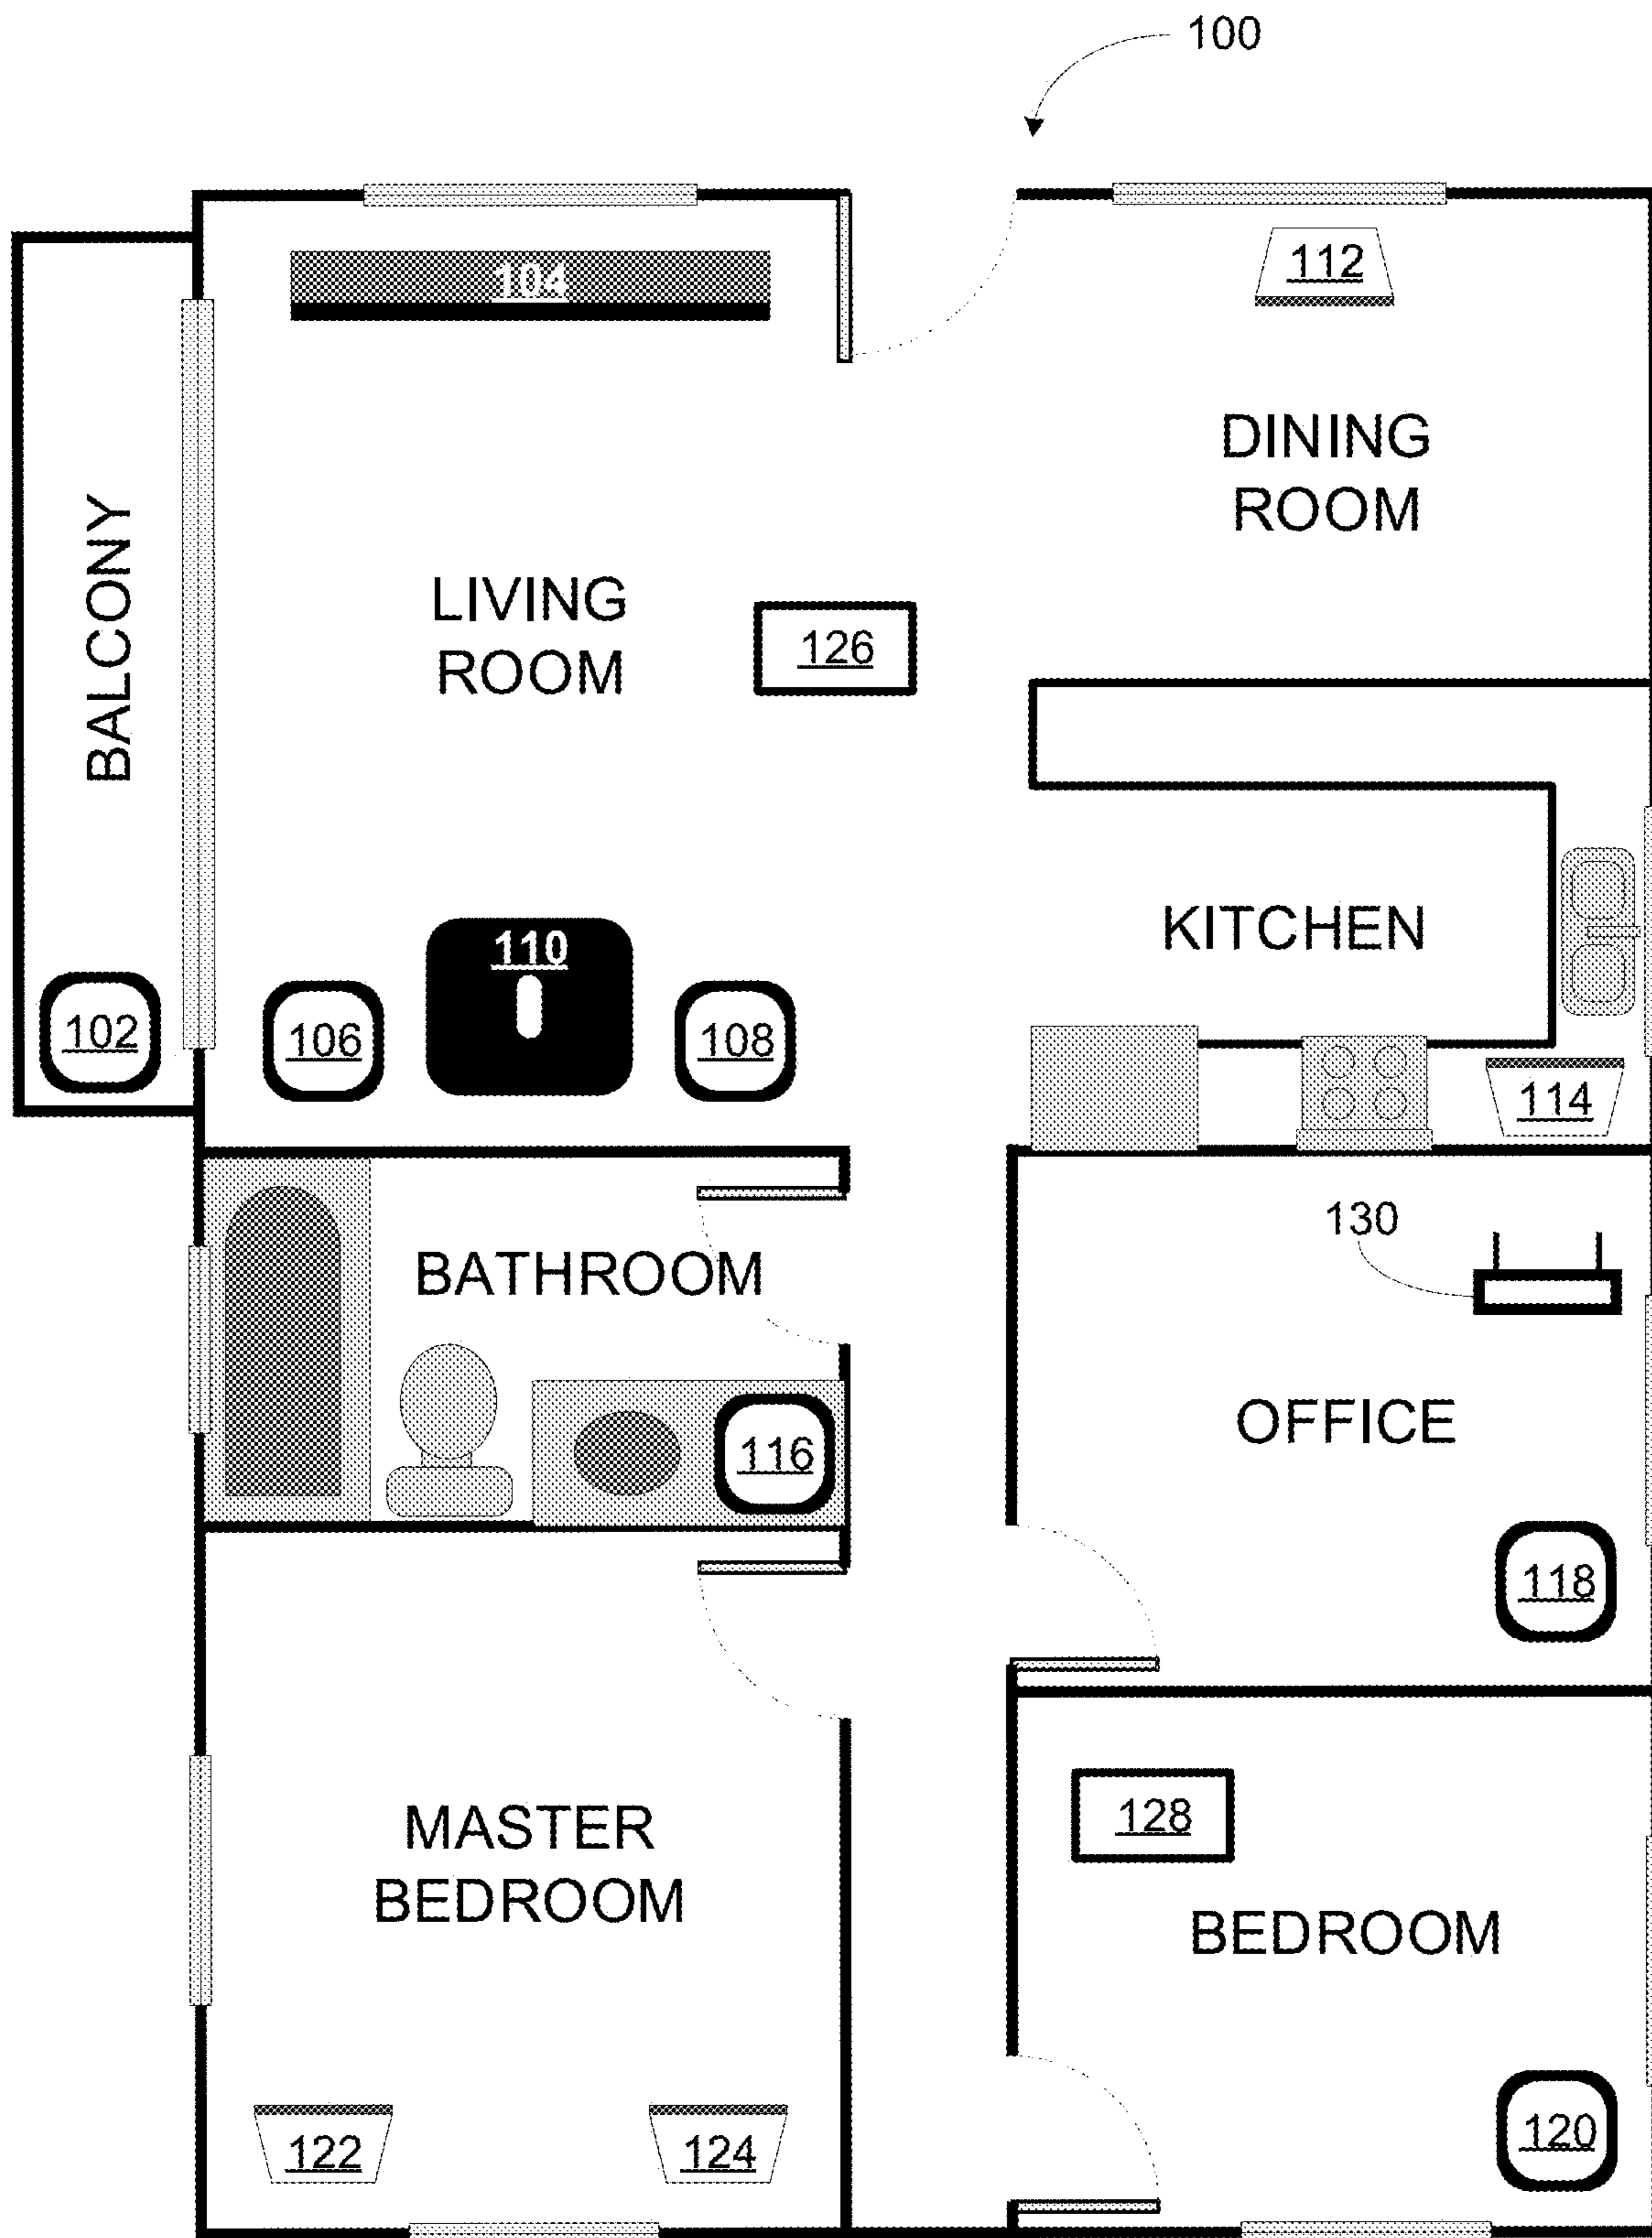 100
104
112
DINING
ROOM
BALCONY
LIVING
ROOM
126
KITCHEN
110
102
106
108
114
130
BATHROOM
OFFICE
116
118
128
MASTER
BEDROOM
BEDROOM
122
124
120